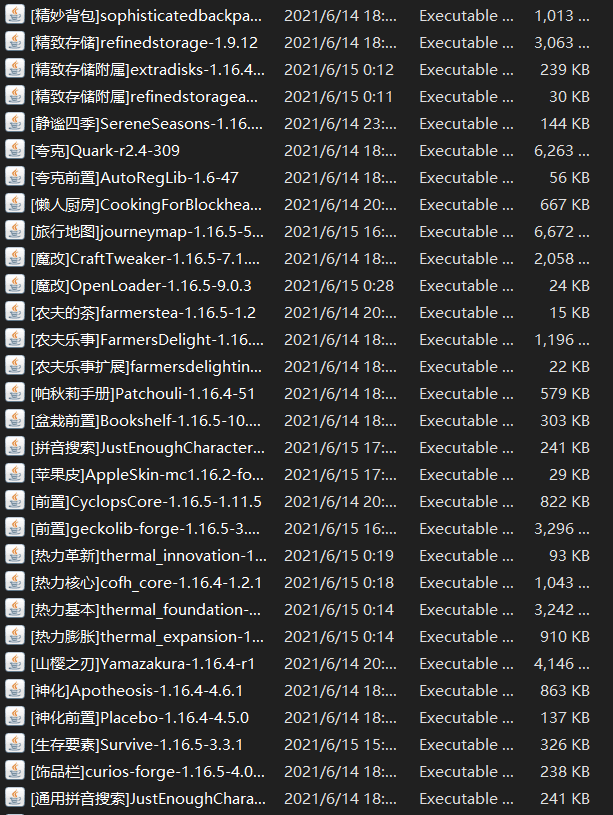 [精妙背包]sophisticatedbackpa... 2021/6/14 18:... Executable ... 1,013 ...
[精致存储]refinedstorage-1.9.12 2021/6/14 18:... Executable ... 3,063 ...
[精致存储附属]extradisks-1.16.4... 2021/6/15 0:12 Executable ... 239 KB
[精致存储附属]refinedstoragea... 2021/6/15 0:11 Executable ... 30 KB
[静谧四季]SereneSeasons-1.16.... 2021/6/14 23:... Executable ... 144 KB
[夸克]Quark-r2.4-309 2021/6/14 18:... Executable ... 6,263 ...
[夸克前置]AutoRegLib-1.6-47 2021/6/14 18:... Executable ... 56 KB
[懒人厨房]CookingForBlockhea... 2021/6/14 20:... Executable ... 667 KB
[旅行地图]journeymap-1.16.5-5... 2021/6/15 16:... Executable ... 6,672 ...
[魔改]CraftTweaker-1.16.5-7.1.... 2021/6/14 18:... Executable ... 2,058 ...
[魔改]OpenLoader-1.16.5-9.0.3 2021/6/15 0:28 Executable ... 24 KB
[农夫的茶]farmerstea-1.16.5-1.2 2021/6/14 18:... Executable ... 15 KB
[农夫乐事]FarmersDelight-1.16.... 2021/6/14 18:... Executable ... 1,196 ...
[农夫乐事扩展]farmersdelightin... 2021/6/14 18:... Executable ... 22 KB
[帕秋莉手册]Patchouli-1.16.4-51 2021/6/14 18:... Executable ... 579 KB
[盆栽前置]Bookshelf-1.16.5-10.... 2021/6/14 18:... Executable ... 303 KB
[拼音搜索]JustEnoughCharacter... 2021/6/15 17:... Executable ... 241 KB
[苹果皮]AppleSkin-mc1.16.2-fo... 2021/6/15 17:... Executable ... 29 KB
[前置]CyclopsCore-1.16.5-1.11.5 2021/6/14 20:... Executable ... 822 KB
[前置]geckolib-forge-1.16.5-3.... 2021/6/15 16:... Executable ... 3,296 ...
[热力革新]thermal_innovation-1... 2021/6/15 0:19 Executable ... 93 KB
[热力核心]cofh_core-1.16.4-1.2.1 2021/6/15 0:18 Executable ... 1,043 ...
[热力基本]thermal_foundation-... 2021/6/15 0:14 Executable ... 3,242 ...
[热力膨胀]thermal_expansion-1... 2021/6/15 0:14 Executable ... 910 KB
[山樱之刃]Yamazakura-1.16.4-r1 2021/6/14 20:... Executable ... 4,146 ...
[神化]Apotheosis-1.16.4-4.6.1 2021/6/14 18:... Executable ... 863 KB
[神化前置]Placebo-1.16.4-4.5.0 2021/6/14 18:... Executable ... 137 KB
[生存要素]Survive-1.16.5-3.3.1 2021/6/15 15:... Executable ... 326 KB
[饰品栏]curios-forge-1.16.5-4.0... 2021/6/14 18:... Executable ... 238 KB
[通用拼音搜索]JustEnoughChara... 2021/6/14 18:... Executable ... 241 KB